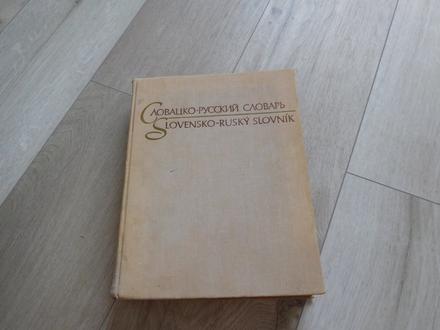 СЛОВАЦКО-РУССКИЙ СЛОВАРЬ
SLOVENSKO-RUSKÝ SLOVNÍK